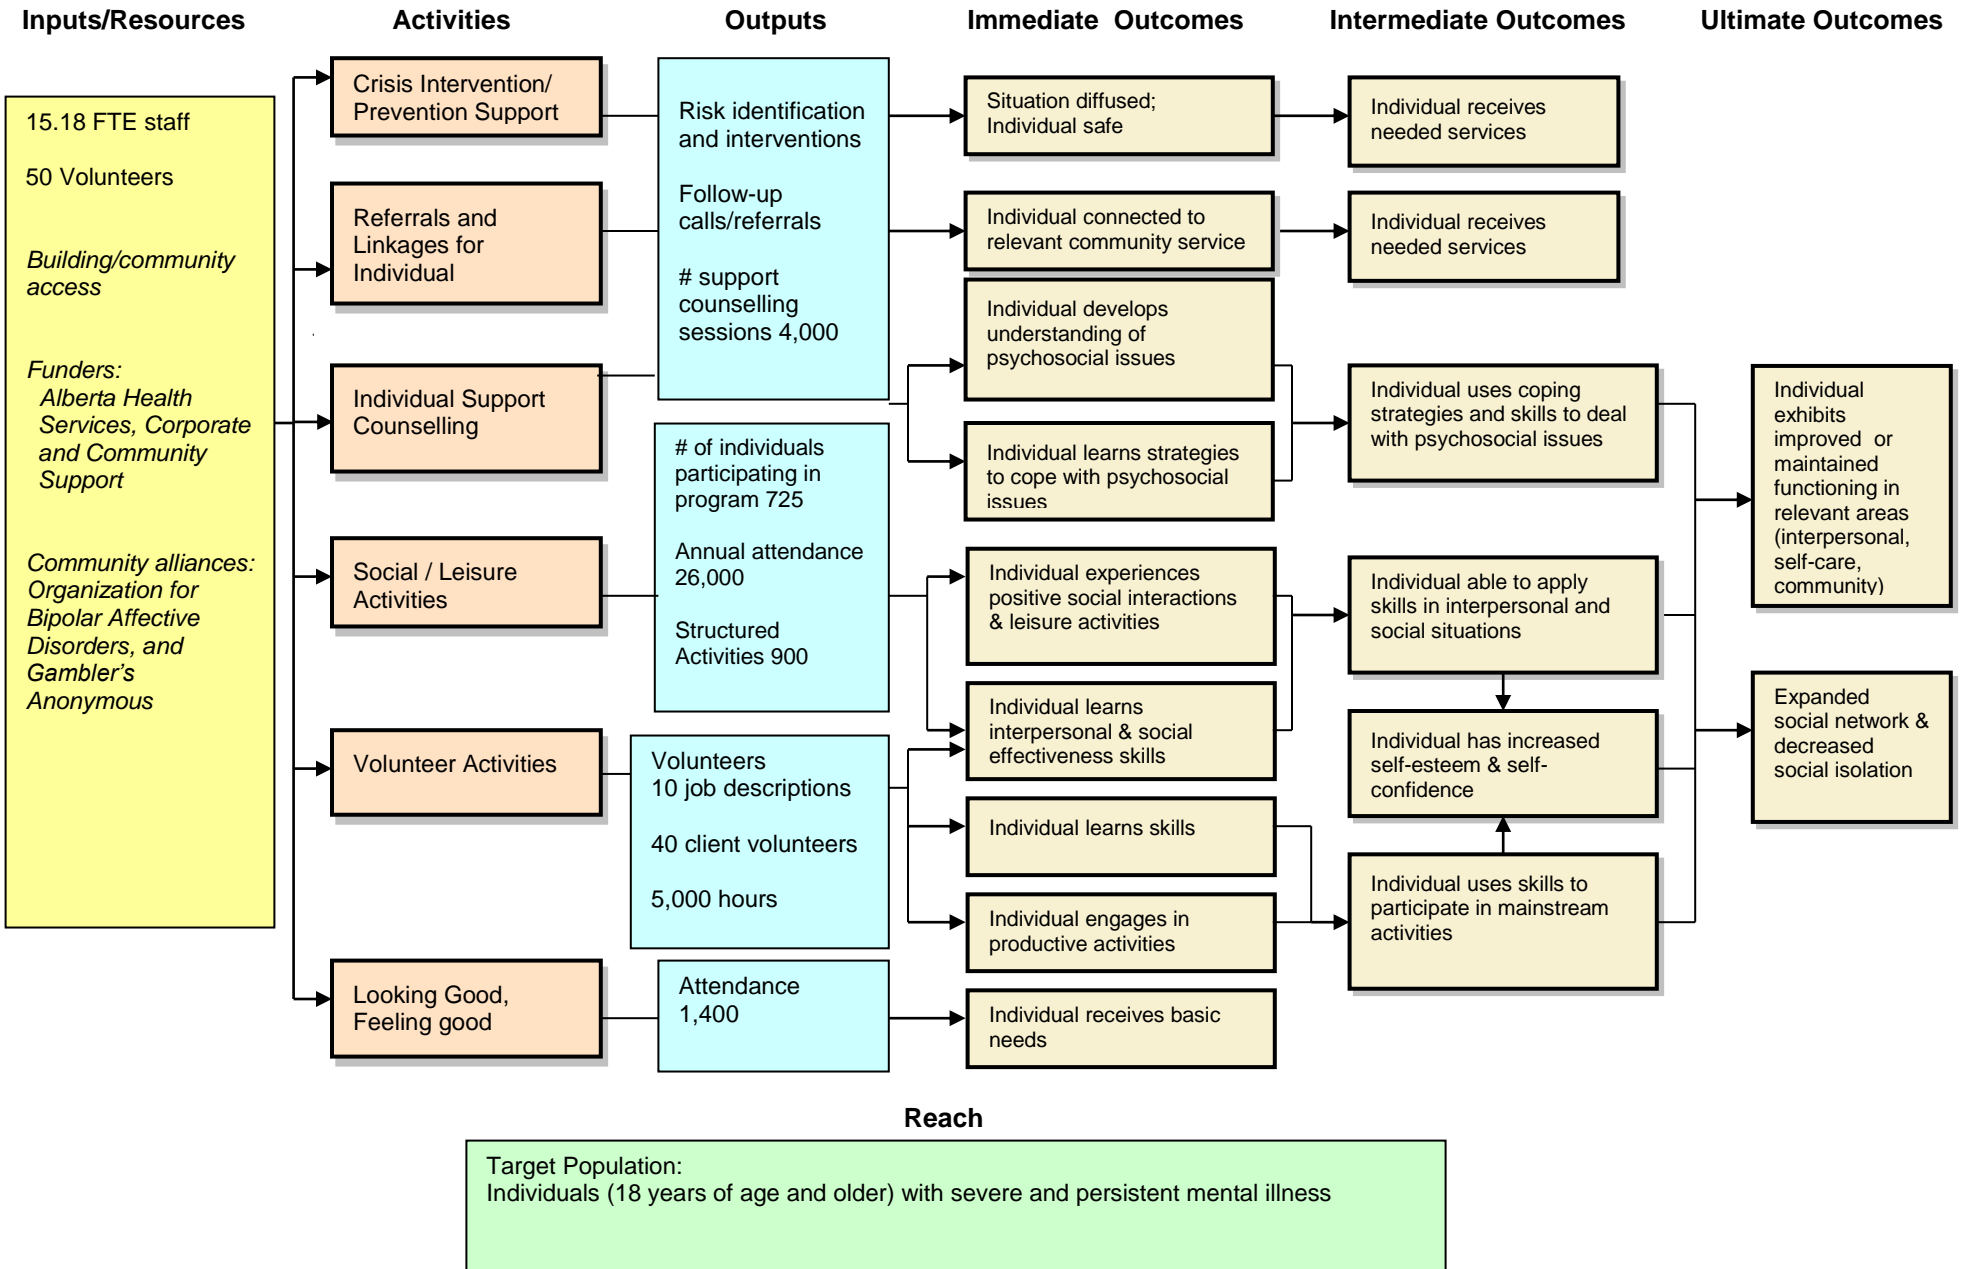 Inputs/Resources
Activities
Outputs
Immediate Outcomes
Intermediate Outcomes
Ultimate Outcomes
15.18 FTE staff
50 Volunteers
Building/community
access
Funders:
Alberta Health
Services, Corporate
and Community
Support
Community alliances:
Organization for
Bipolar Affective
Disorders, and
Gambler's
Anonymous
Crisis Intervention/
Prevention Support
Referrals and
Linkages for
Individual
Individual Support
Counselling
Social / Leisure
Activities
Volunteer Activities
Looking Good,
Feeling good
Risk identification
and interventions
Follow-up
calls/referrals
# support
counselling
sessions 4,000
# of individuals
participating in
program 725
Annual attendance
26,000
Structured
Activities 900
Volunteers
10 job descriptions
40 client volunteers
5,000 hours
Attendance
1,400
Situation diffused;
Individual safe
Individual connected to
relevant community service
Individual develops
understanding of
psychosocial issues
Individual learns strategies
to cope with psychosocial
issues
Individual experiences
positive social interactions
& leisure activities
Individual learns
interpersonal & social
effectiveness skills
Individual learns skills
Individual engages in
productive activities
Individual receives basic
needs
Individual receives
needed services
Individual receives
needed services
Individual uses coping
strategies and skills to deal
with psychosocial issues
Individual able to apply
skills in interpersonal and
social situations
Individual has increased
self-esteem & self-
confidence
Individual uses skills to
participate in mainstream
activities
Individual
exhibits
improved or
maintained
functioning in
relevant areas
(interpersonal,
self-care,
community)
Expanded
social network &
decreased
social isolation
Reach
Target Population:
Individuals (18 years of age and older) with severe and persistent mental illness